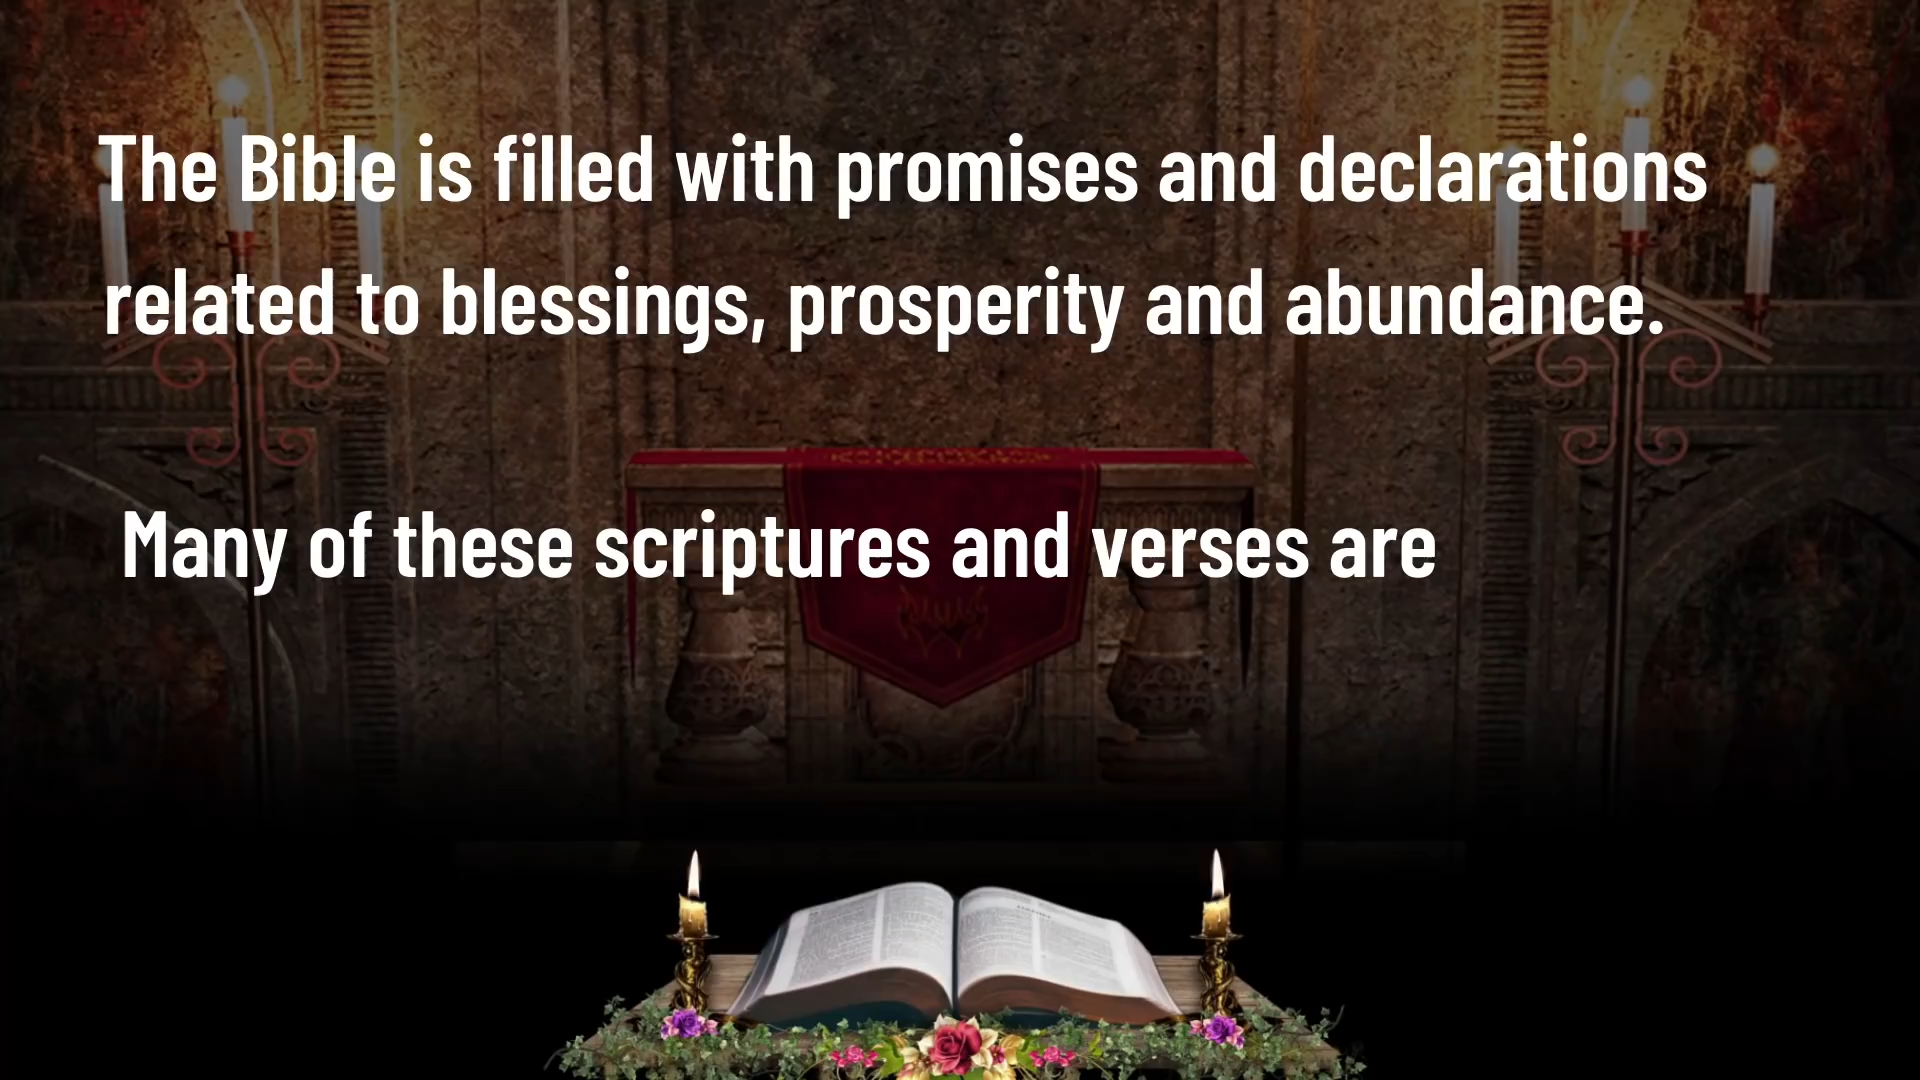 The Bible is filled with promises and declarations
related to blessings, prosperity and abundance.
Many of these scriptures and verses are